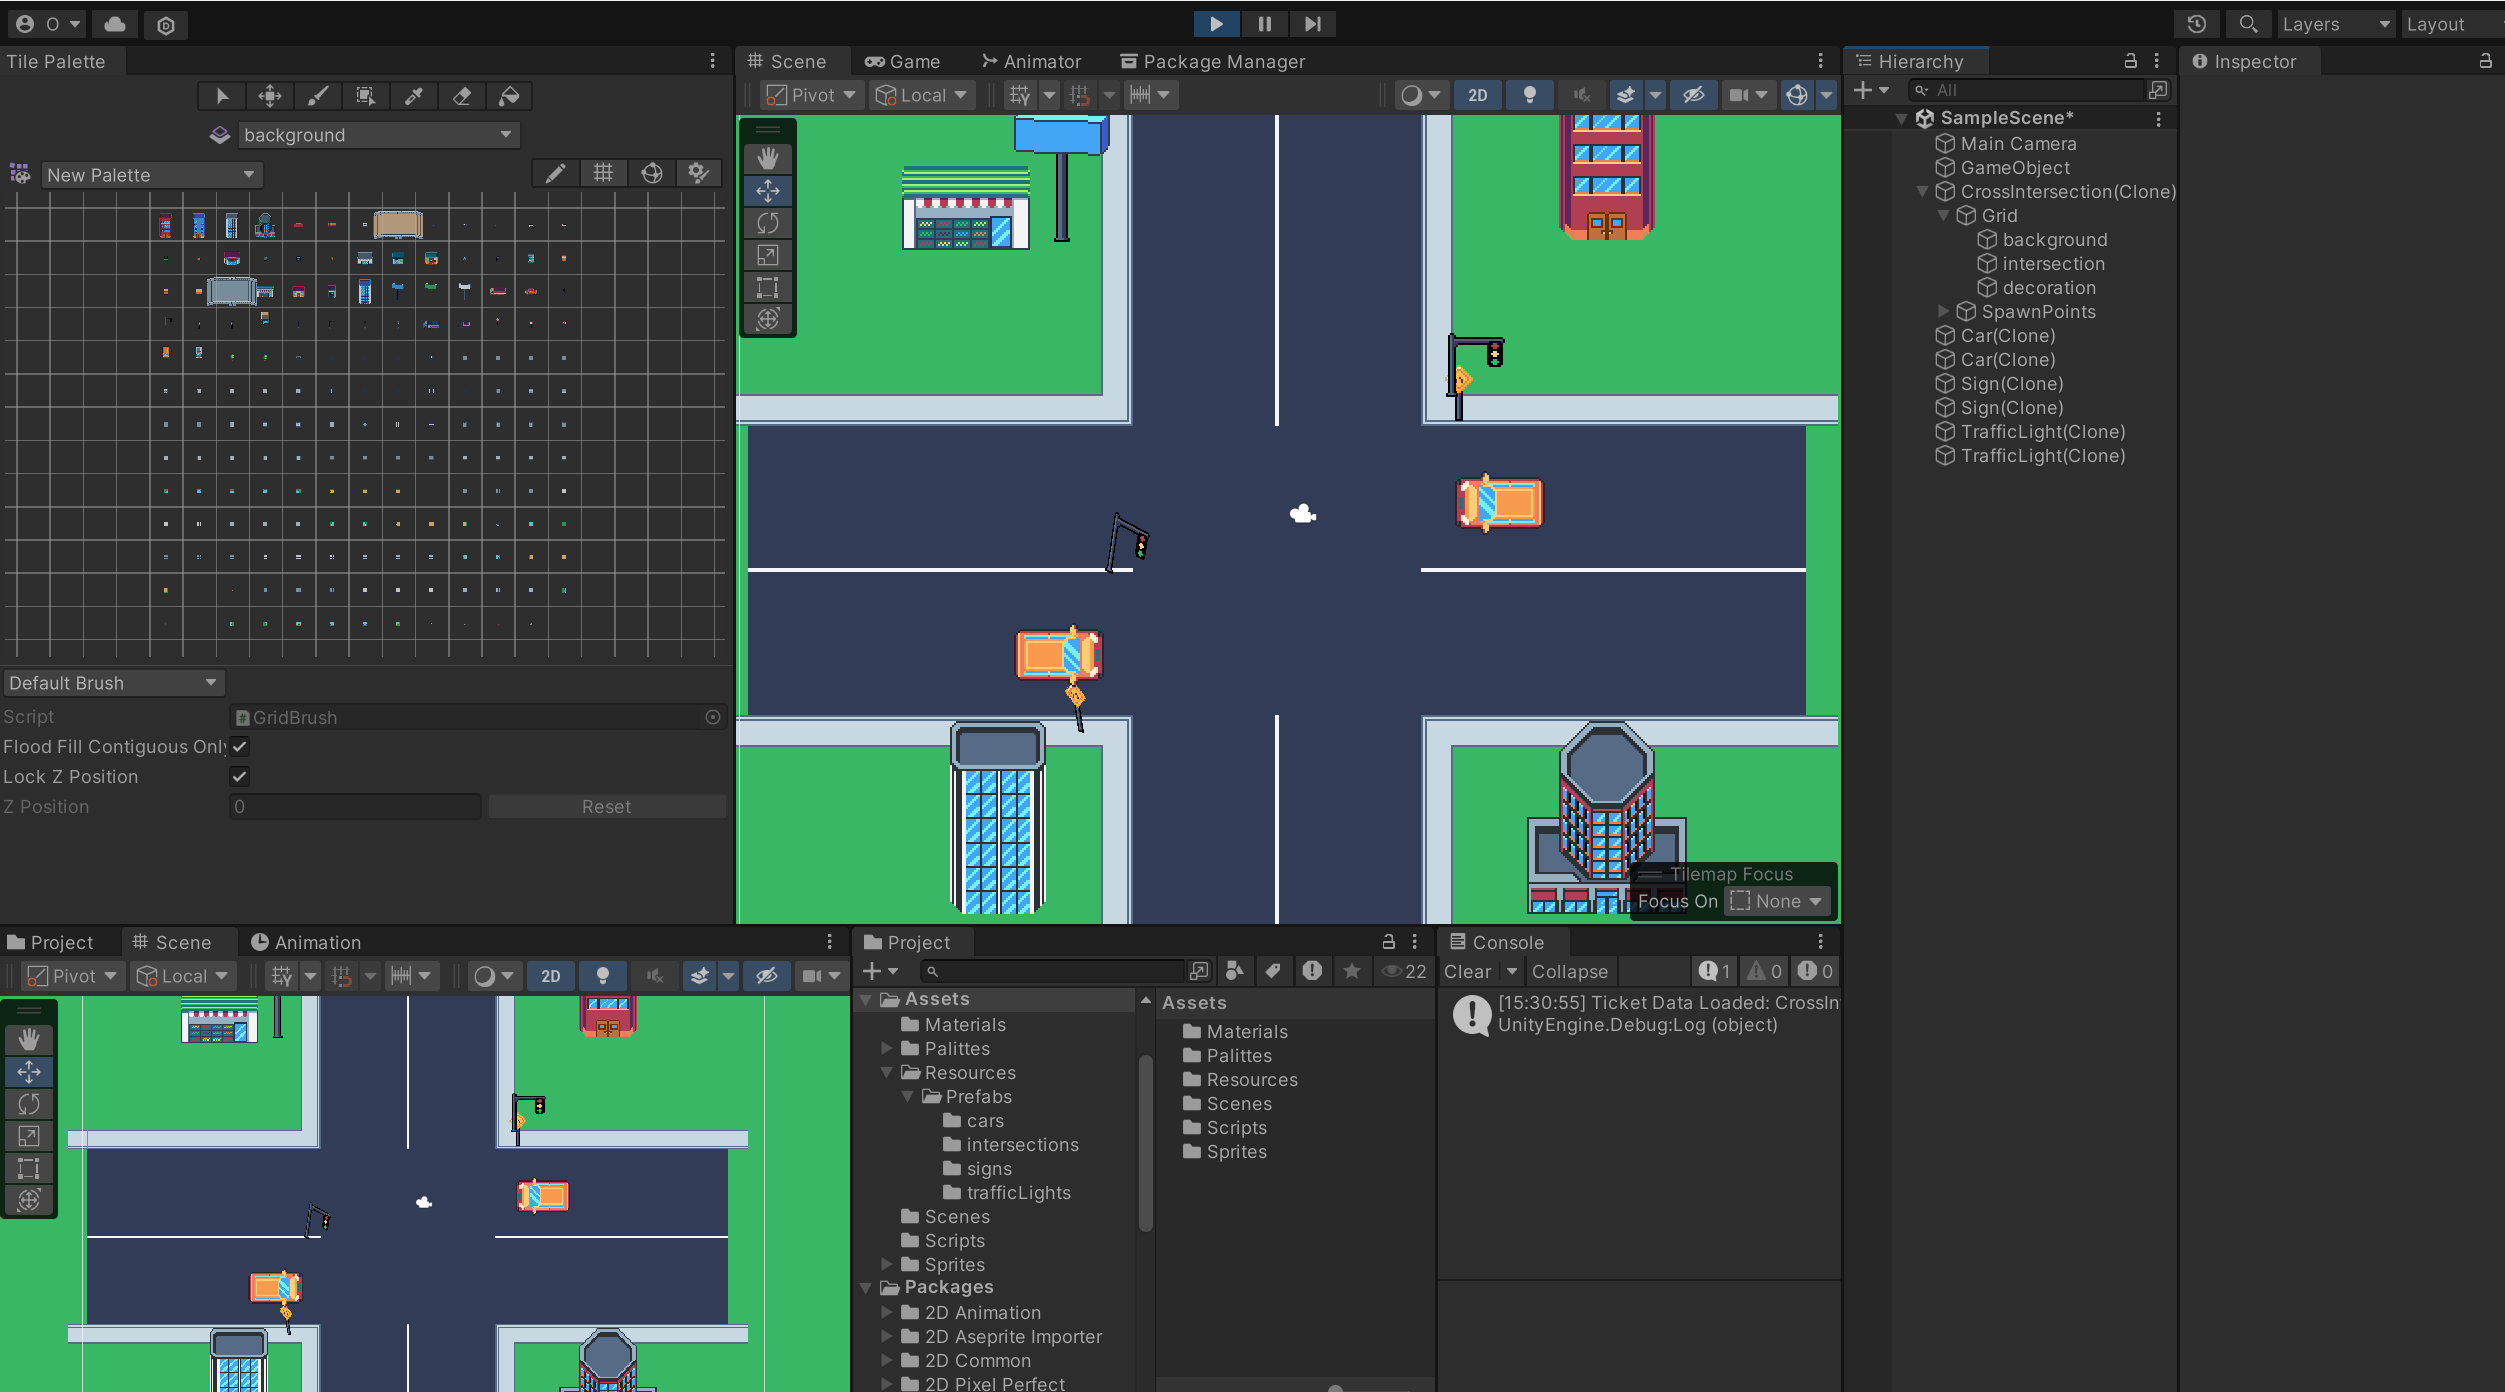 O
Layers
Layout
Tile Palette
background
New Palette
Default Brush
Script
GridBrush
Flood Fill Contiguous Onl
Lock Z Position
Z Position
0
Reset
Scene
Game
Animator
Package Manager
Pivot
Local
2D
Tilemap Focus
Focus On
None
Hierarchy
All
SampleScene*
Main Camera
GameObject
CrossIntersection(Clone)
Grid
background
intersection
decoration
SpawnPoints
Car(Clone)
Car(Clone)
Sign(Clone)
Sign(Clone)
TrafficLight(Clone)
TrafficLight(Clone)
Inspector
Project
Scene
Animation
Pivot
Local
2D
Project
22
Assets
Materials
Palittes
Resources
Prefabs
cars
intersections
signs
trafficLights
Scenes
Scripts
Sprites
Packages
2D Animation
2D Aseprite Importer
2D Common
2D Pixel Perfect
Assets
Materials
Palittes
Resources
Scenes
Scripts
Sprites
Console
Clear
Collapse
1
0
0
[15:30:55] Ticket Data Loaded: CrossIn
UnityEngine.Debug:Log (object)